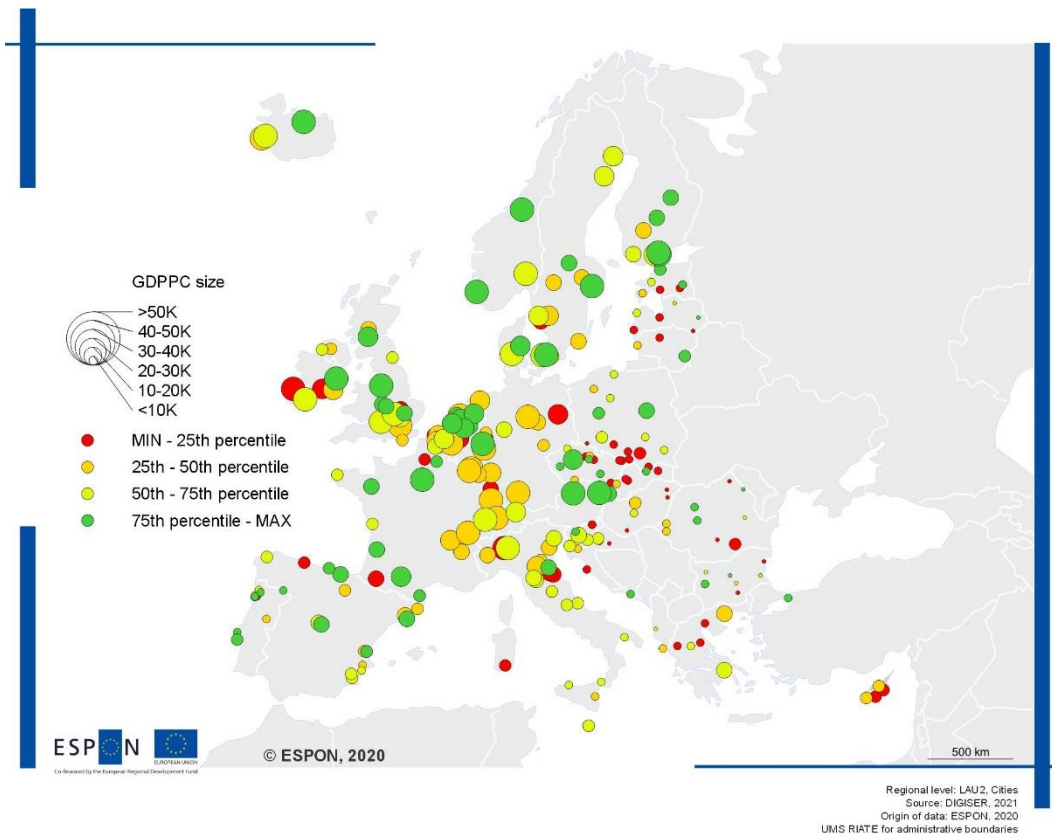 GDPPC size
>50K
40-50K
30-40K
20-30K
10-20K
<10K
MIN - 25th percentile
25th - 50th percentile
50th - 75th percentile
75th percentile - MAX
ESPON
EUROPEAN UNION
Co-financed by the European Regional Development Fund
© ESPON, 2020
500 km
Regional level: LAU2, Cities
Source: DIGISER, 2021
Origin of data: ESPON, 2020
UMS RIATE for administrative boundaries